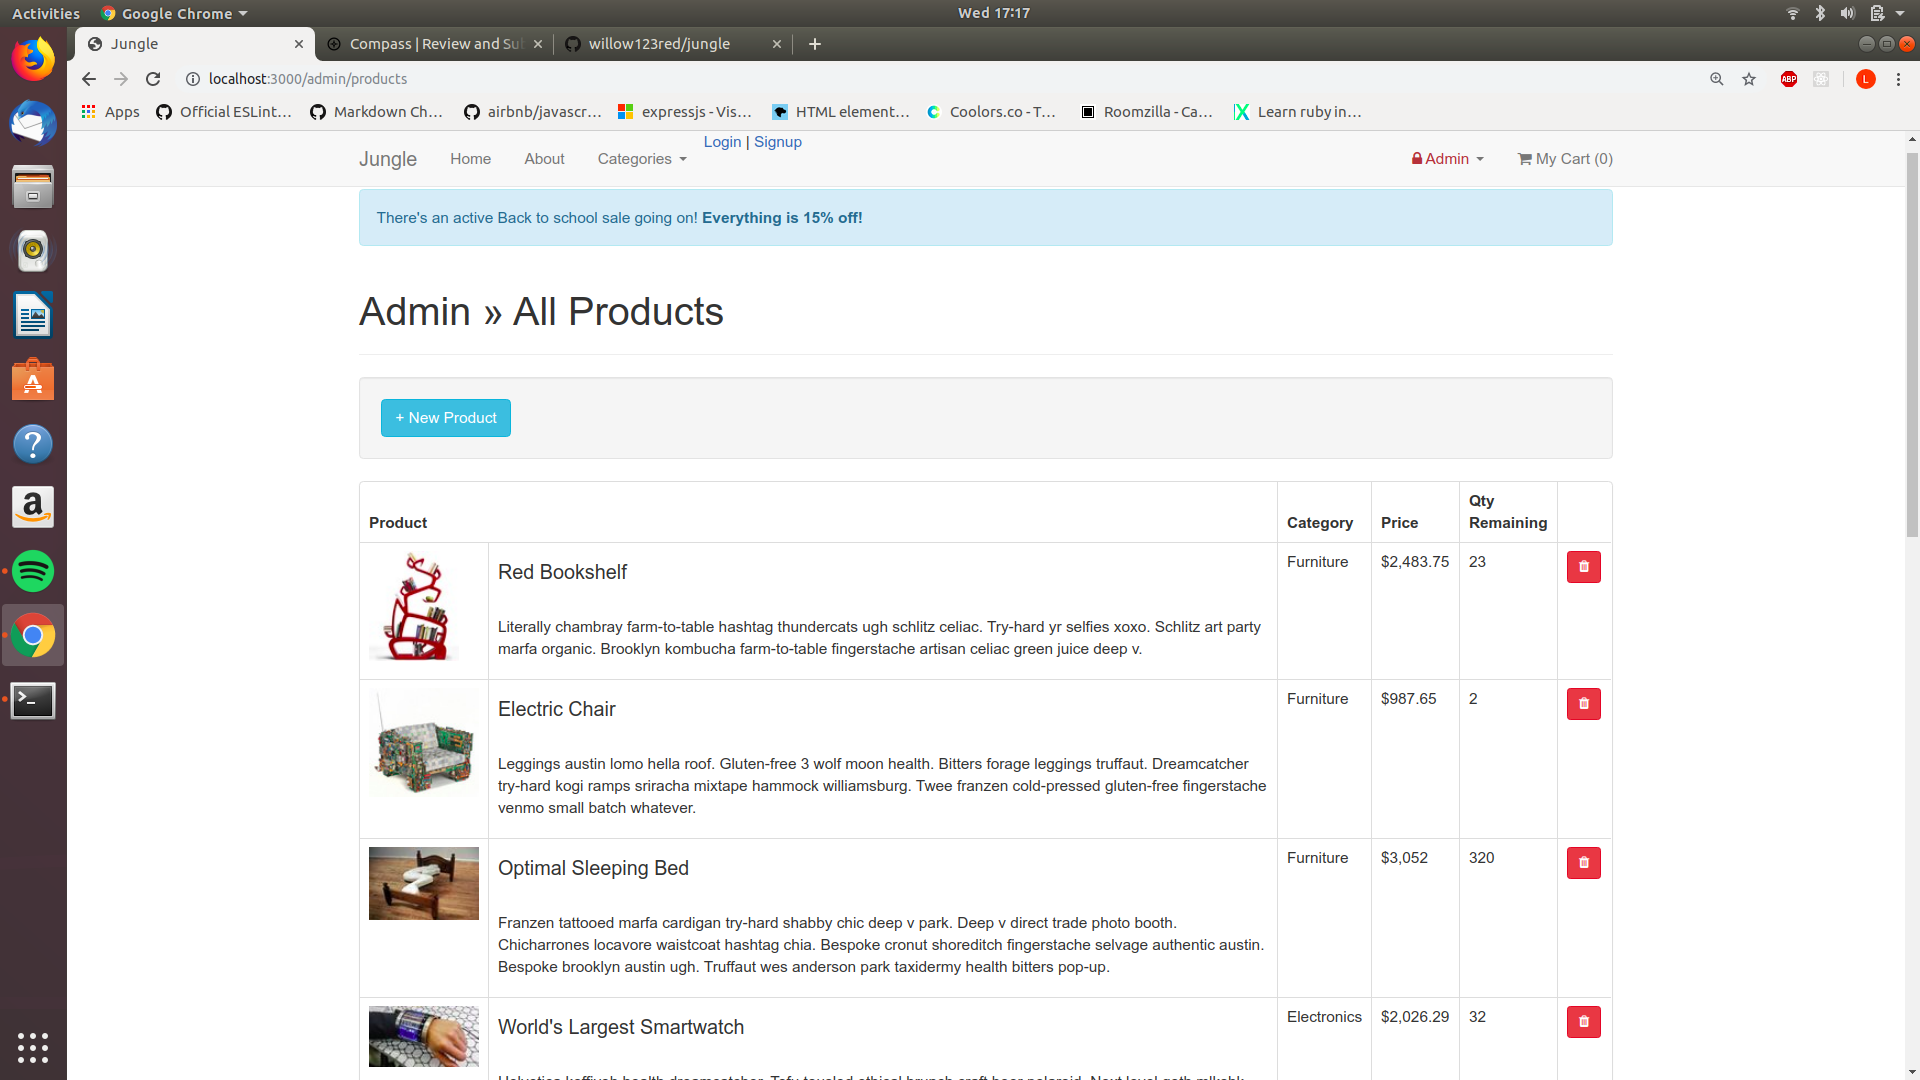 Activities Google Chrome Wed 17:17
Jungle Compass | Review and Su willow123red/jungle
localhost:3000/admin/products ABP L
Apps Official ESLint... Markdown Ch... airbnb/javascr... expressjs - Vis... HTML element... Coolors.co - T... Roomzilla - Ca... Learn ruby in...
Login | Signup
Jungle Home About Categories Admin My Cart (0)
There's an active Back to school sale going on! Everything is 15% off!
Admin » All Products
+ New Product
Product Category Price Qty Remaining
Red Bookshelf Furniture $2,483.75 23
Literally chambray farm-to-table hashtag thundercats ugh schlitz celiac. Try-hard yr selfies xoxo. Schlitz art party
marfa organic. Brooklyn kombucha farm-to-table fingerstache artisan celiac green juice deep v.
Electric Chair Furniture $987.65 2
Leggings austin lomo hella roof. Gluten-free 3 wolf moon health. Bitters forage leggings truffaut. Dreamcatcher
try-hard kogi ramps sriracha mixtape hammock williamsburg. Twee franzen cold-pressed gluten-free fingerstache
venmo small batch whatever.
Optimal Sleeping Bed Furniture $3,052 320
Franzen tattooed marfa cardigan try-hard shabby chic deep v park. Deep v direct trade photo booth.
Chicharrones locavore waistcoat hashtag chia. Bespoke cronut shoreditch fingerstache selvage authentic austin.
Bespoke brooklyn austin ugh. Truffaut wes anderson park taxidermy health bitters pop-up.
World's Largest Smartwatch Electronics $2,026.29 32